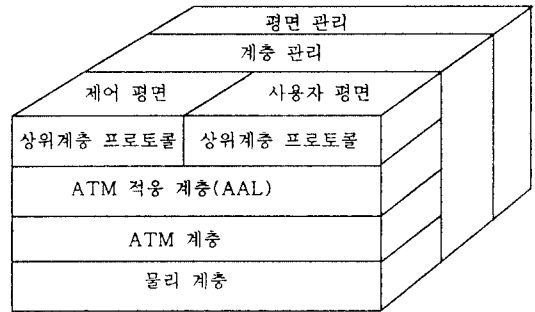 평면 관리
계층 관리
제어 평면 사용자 평면
상위계층 프로토콜 상위계층 프로토콜
ATM 적응 계층(AAL)
ATM 계층
물리 계층